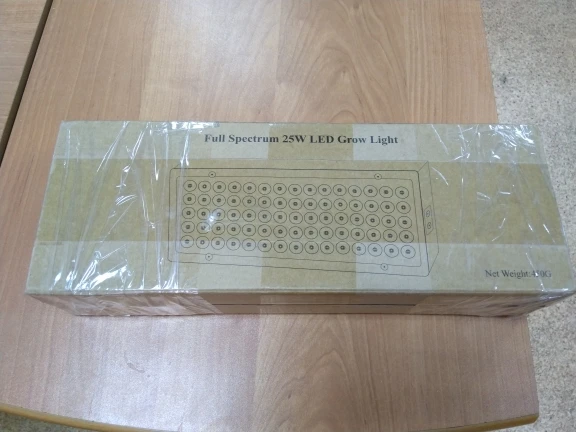 Full Spectrum 25W LED Grow Light
Net Weight: